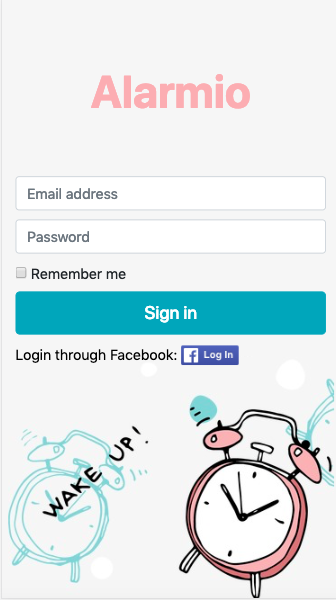 Alarmio
Email address
Password
Remember me
Sign in
Login through Facebook: f Log In
WAKE UP!